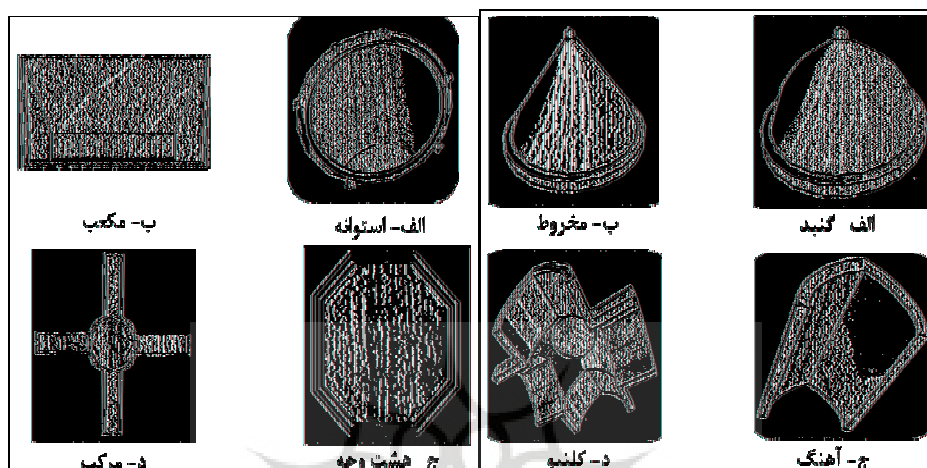 الف گنبد
ب- مخروط
ج- آهنگ
د- کلنبو
الف- استوانه
ب- مکعب
ج هشت وجه
د- مرکب